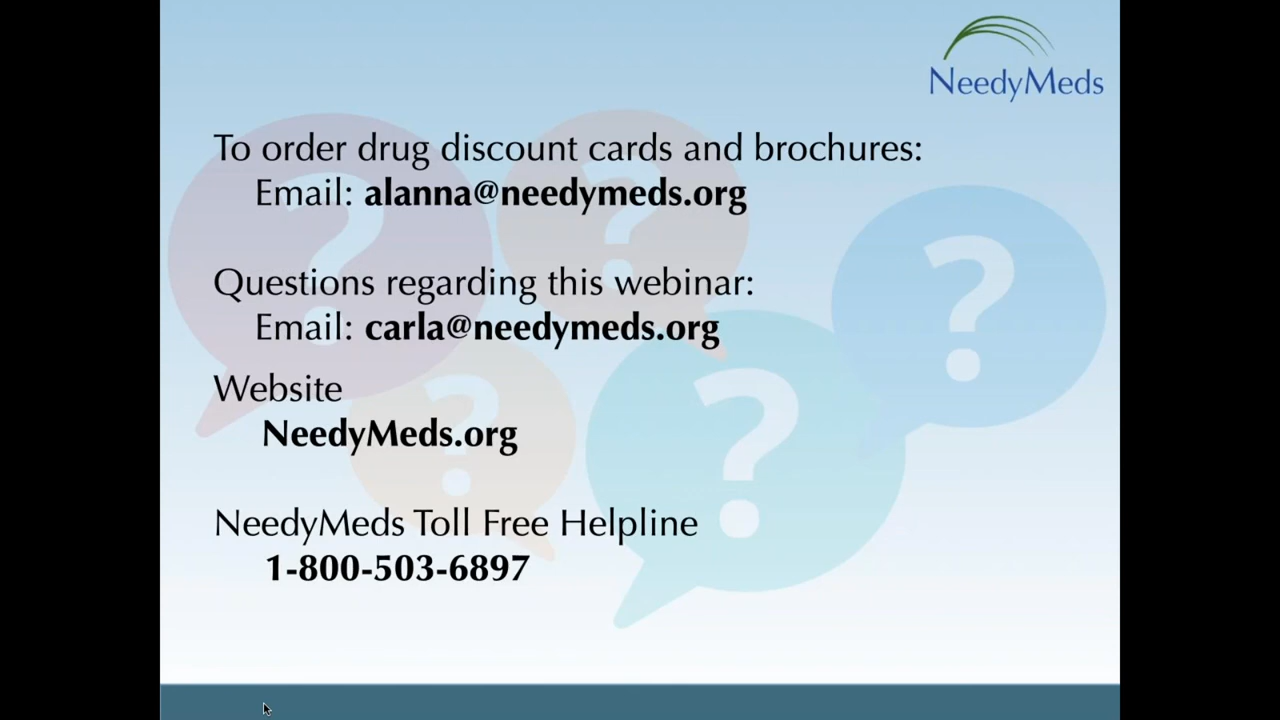 NeedyMeds
To order drug discount cards and brochures:
Email: alanna@needymeds.org
Questions regarding this webinar:
Email: carla@needymeds.org
Website
NeedyMeds.org
NeedyMeds Toll Free Helpline
1-800-503-6897